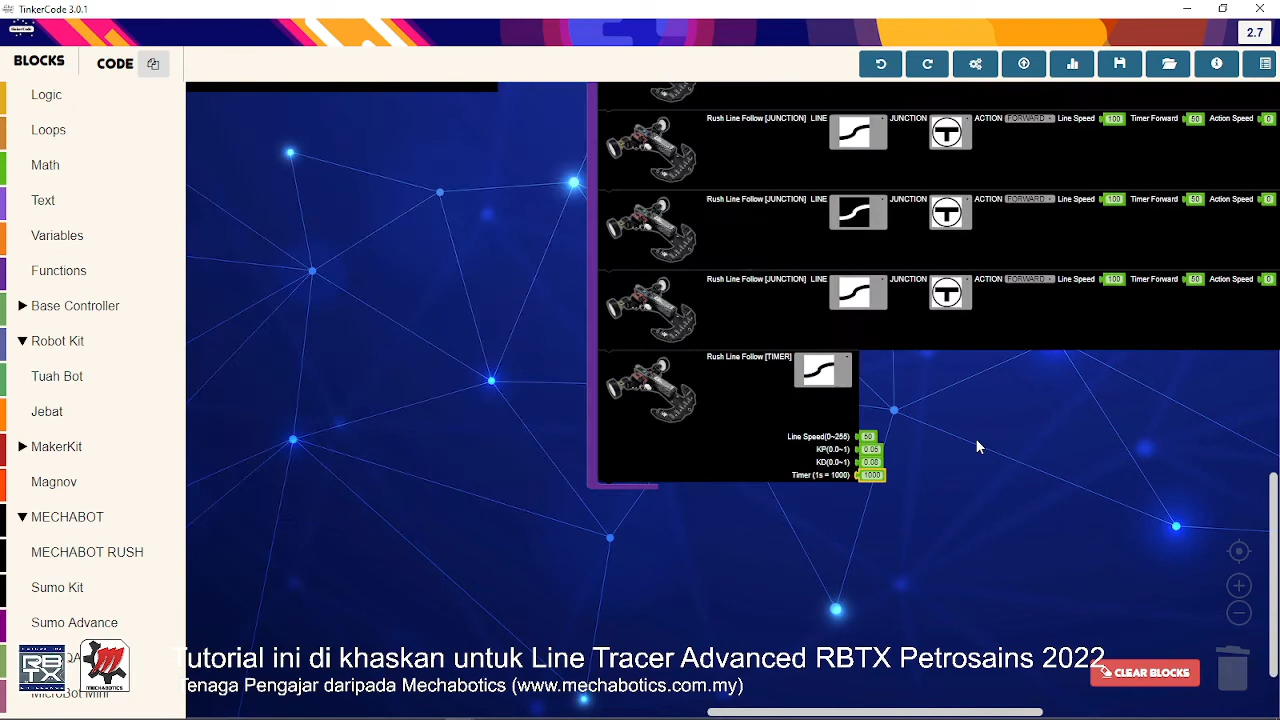 TinkerCode 3.0.1
2.7
BLOCKS
CODE
Logic
Loops
Math
Text
Variables
Functions
Base Controller
Robot Kit
Tuah Bot
Jebat
MakerKit
Magnov
MECHABOT
MECHABOT RUSH
Sumo Kit
Sumo Advance
Rush Line Follow [JUNCTION] LINE JUNCTION ACTION FORWARD Line Speed 100 Timer Forward 50 Action Speed 0
Rush Line Follow [JUNCTION] LINE JUNCTION ACTION FORWARD Line Speed 100 Timer Forward 50 Action Speed 0
Rush Line Follow [JUNCTION] LINE JUNCTION ACTION FORWARD Line Speed 100 Timer Forward 50 Action Speed 0
Rush Line Follow [TIMER]
Line Speed(0~255) 50
KP(0.0~1) 0.05
KD(0.0~1) 0.08
Timer (1s = 1000) 1000
RB
TX
MECHABOTICS
Tutorial ini di khaskan untuk Line Tracer Advanced RBTX Petrosains 2022
Tenaga Pengajar daripada Mechabotics (www.mechabotics.com.my)
CLEAR BLOCKS